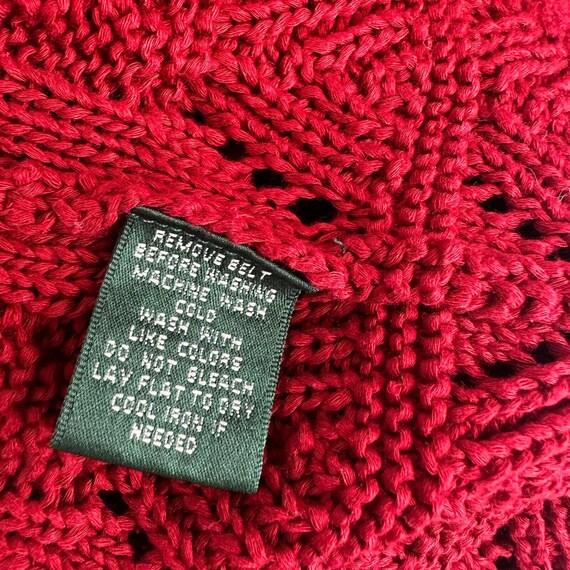 REMOVE BELT
BEFORE WASHING
MACHINE WASH
COLD
WASH WITH
LIKE COLORS
DO NOT BLEACH
LAY FLAT TO DRY
COOL IRON IF
NEEDED